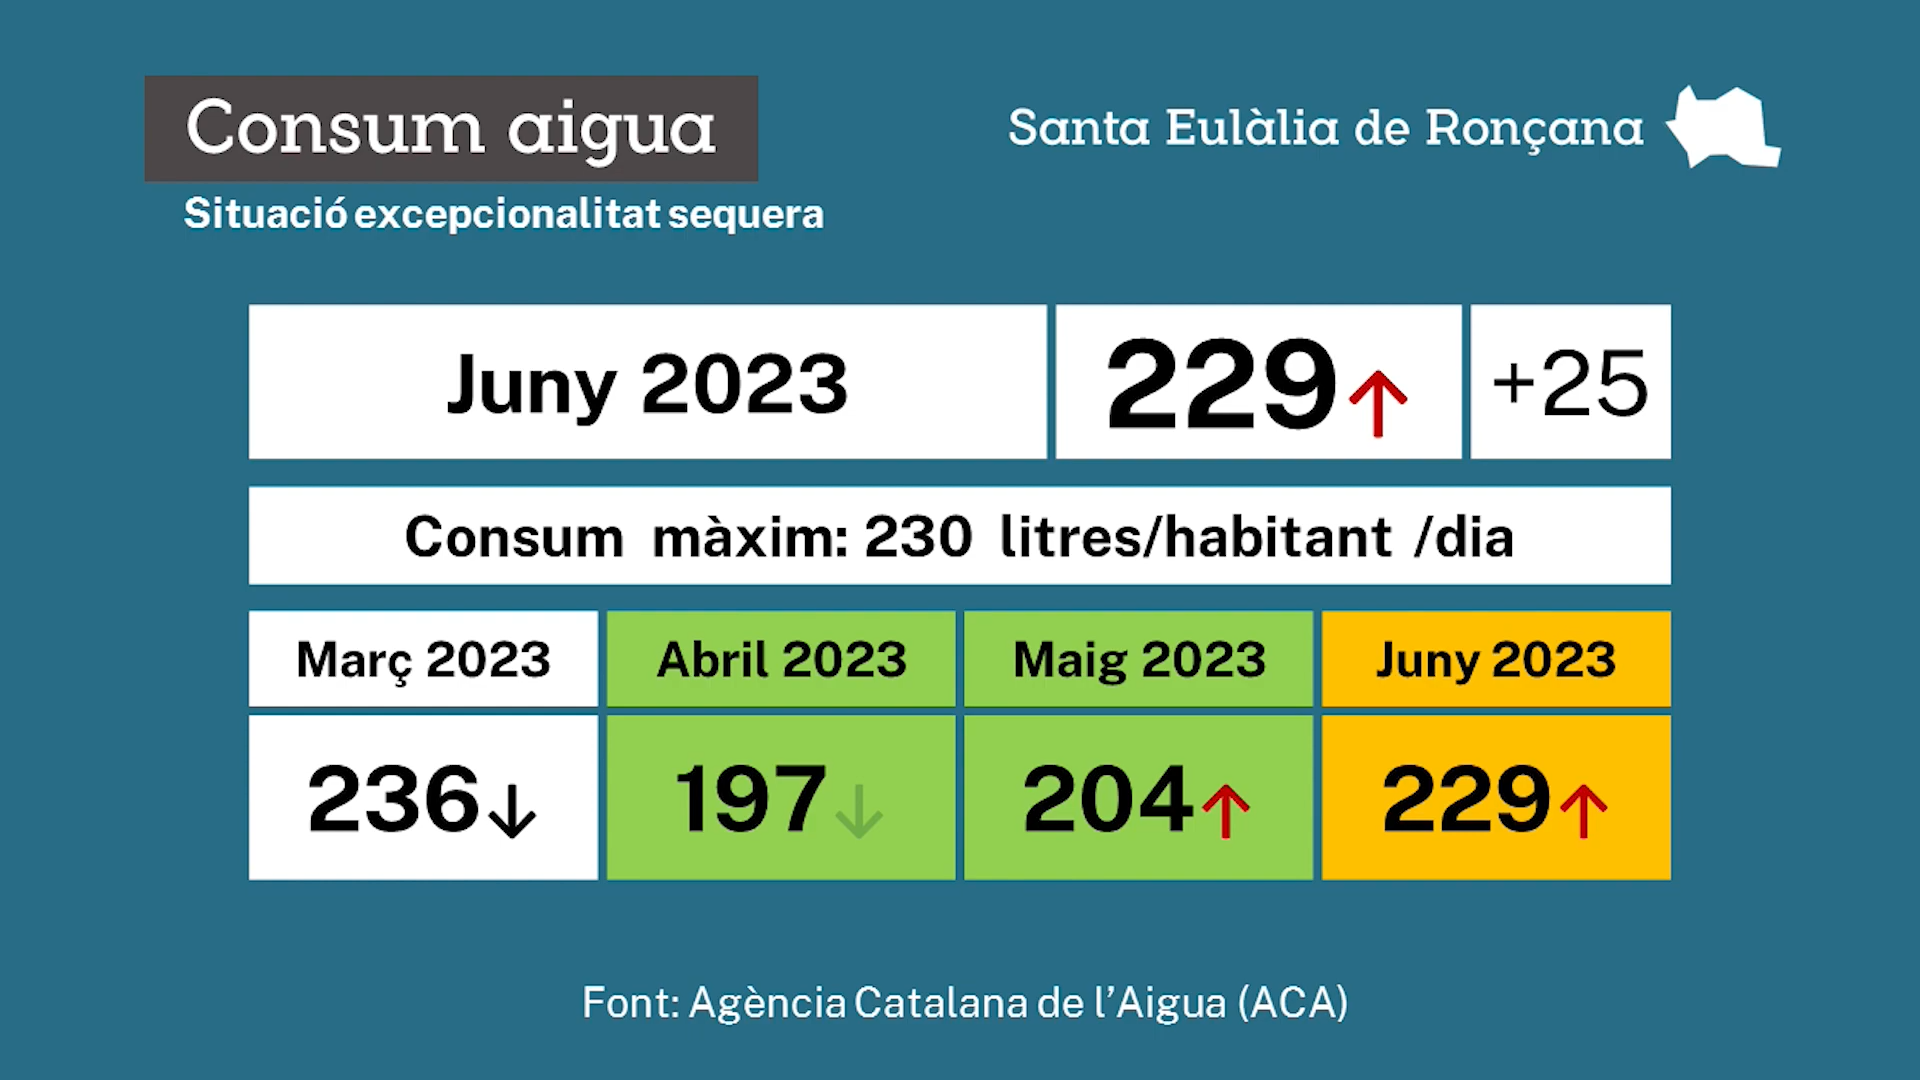 Consum aigua
Santa Eulàlia de Ronçana
Situació excepcionalitat sequera
Juny 2023
229↑
+25
Consum màxim: 230 litres/habitant /dia
Març 2023
Abril 2023
Maig 2023
Juny 2023
236↓
197↓
204↑
229↑
Font: Agència Catalana de l’Aigua (ACA)